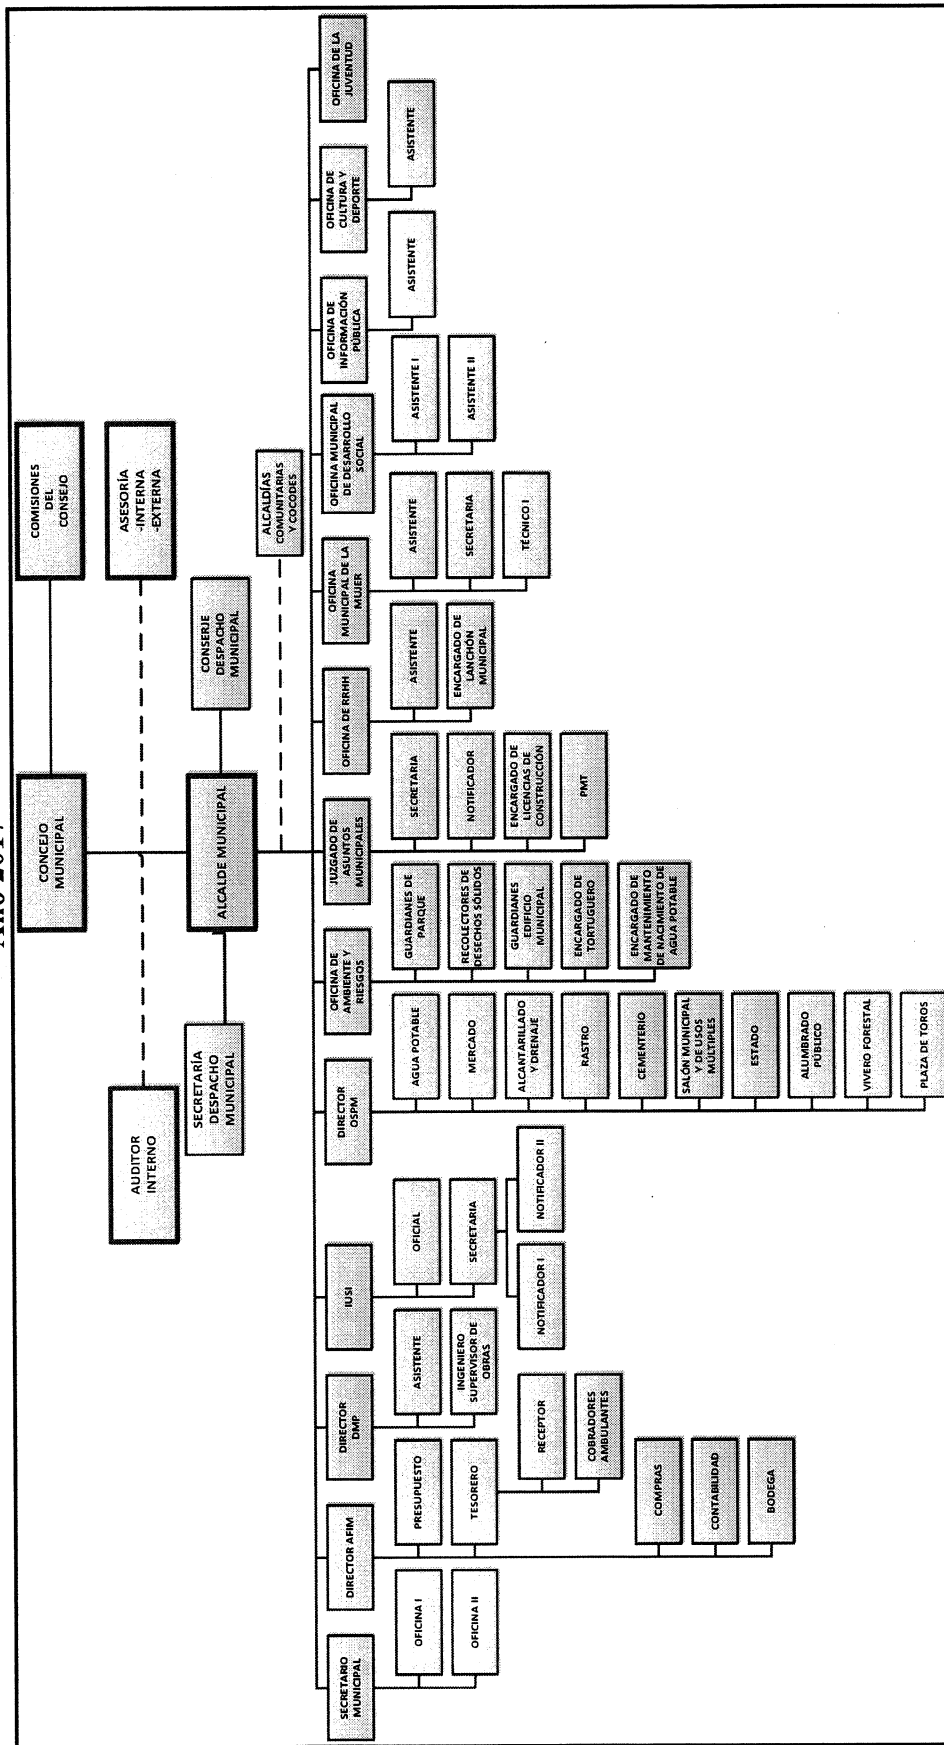 CONCEJO
MUNICIPAL
COMISIONES
DEL
CONSEJO
AUDITOR
INTERNO
ASESORÍA
-INTERNA
-EXTERNA
SECRETARÍA
DESPACHO
MUNICIPAL
ALCALDE MUNICIPAL
CONSERJE
DESPACHO
MUNICIPAL
ALCALDÍAS
COMUNITARIAS
Y COCODES
SECRETARIO
MUNICIPAL
OFICINA I
OFICINA II
DIRECTOR AFIM
PRESUPUESTO
TESORERO
RECEPTOR
COBRADORES
AMBULANTES
COMPRAS
CONTABILIDAD
BODEGA
DIRECTOR
DMP
ASISTENTE
INGENIERO
SUPERVISOR DE
OBRAS
IUSI
OFICIAL
SECRETARIA
NOTIFICADOR I
NOTIFICADOR II
DIRECTOR
OSPM
AGUA POTABLE
MERCADO
ALCANTARILLADO
Y DRENAJE
RASTRO
CEMENTERIO
SALÓN MUNICIPAL
Y DE USOS
MÚLTIPLES
ESTADO
ALUMBRADO
PÚBLICO
VIVERO FORESTAL
PLAZA DE TOROS
OFICINA DE
AMBIENTE Y
RIESGOS
GUARDIANES DE
PARQUE
RECOLECTORES DE
DESECHOS SÓLIDOS
GUARDIANES
EDIFICIO
MUNICIPAL
ENCARGADO DE
TORTUGUERO
ENCARGADO DE
MANTENIMIENTO
DE NACIMIENTO DE
AGUA POTABLE
JUZGADO DE
ASUNTOS
MUNICIPALES
SECRETARIA
NOTIFICADOR
ENCARGADO DE
LICENCIAS DE
CONSTRUCCIÓN
PMT
OFICINA DE RRHH
ASISTENTE
ENCARGADO DE
LANCHÓN
MUNICIPAL
OFICINA
MUNICIPAL DE LA
MUJER
ASISTENTE
SECRETARIA
TÉCNICO I
OFICINA MUNICIPAL
DE DESARROLLO
SOCIAL
ASISTENTE I
ASISTENTE II
OFICINA DE
INFORMACIÓN
PÚBLICA
ASISTENTE
OFICINA DE
CULTURA Y
DEPORTE
ASISTENTE
OFICINA DE LA
JUVENTUD